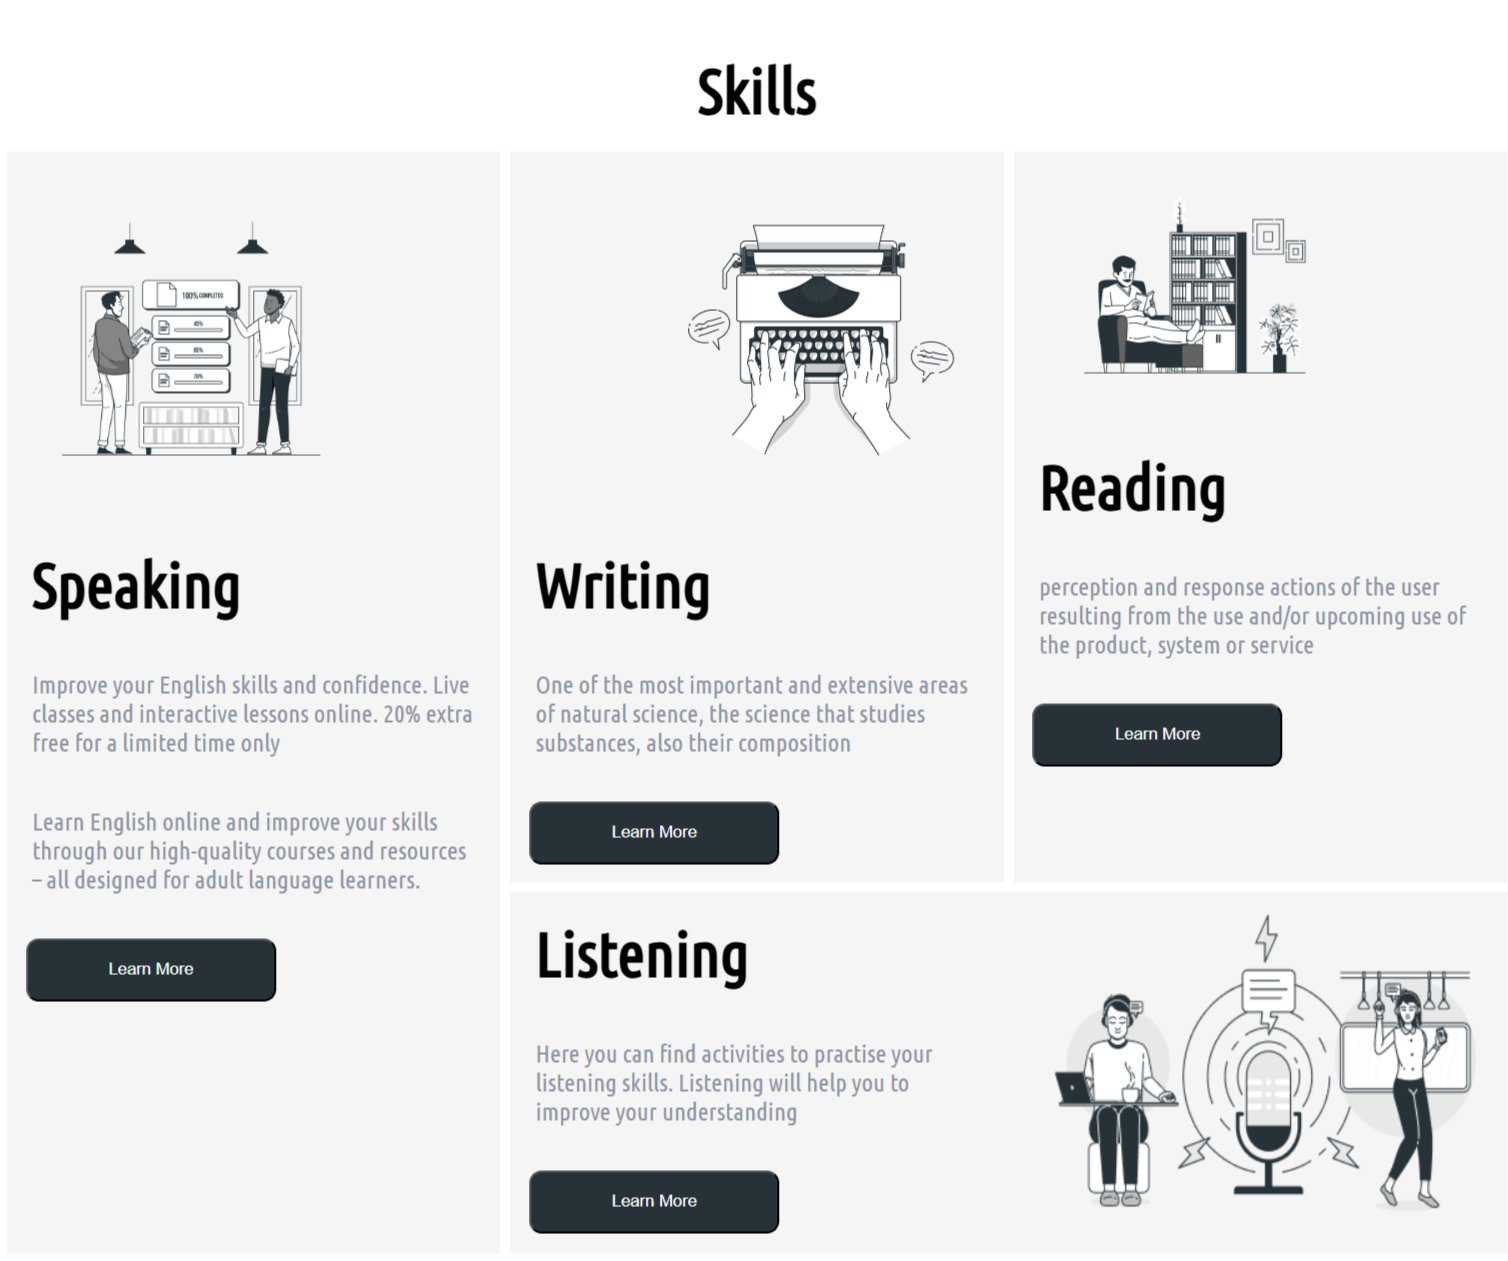 Skills
100% COMPLETED
45%
85%
70%
Speaking
Improve your English skills and confidence. Live
classes and interactive lessons online. 20% extra
free for a limited time only
Learn English online and improve your skills
through our high-quality courses and resources
– all designed for adult language learners.
Learn More
Writing
One of the most important and extensive areas
of natural science, the science that studies
substances, also their composition
Learn More
Reading
perception and response actions of the user
resulting from the use and/or upcoming use of
the product, system or service
Learn More
Listening
Here you can find activities to practise your
listening skills. Listening will help you to
improve your understanding
Learn More